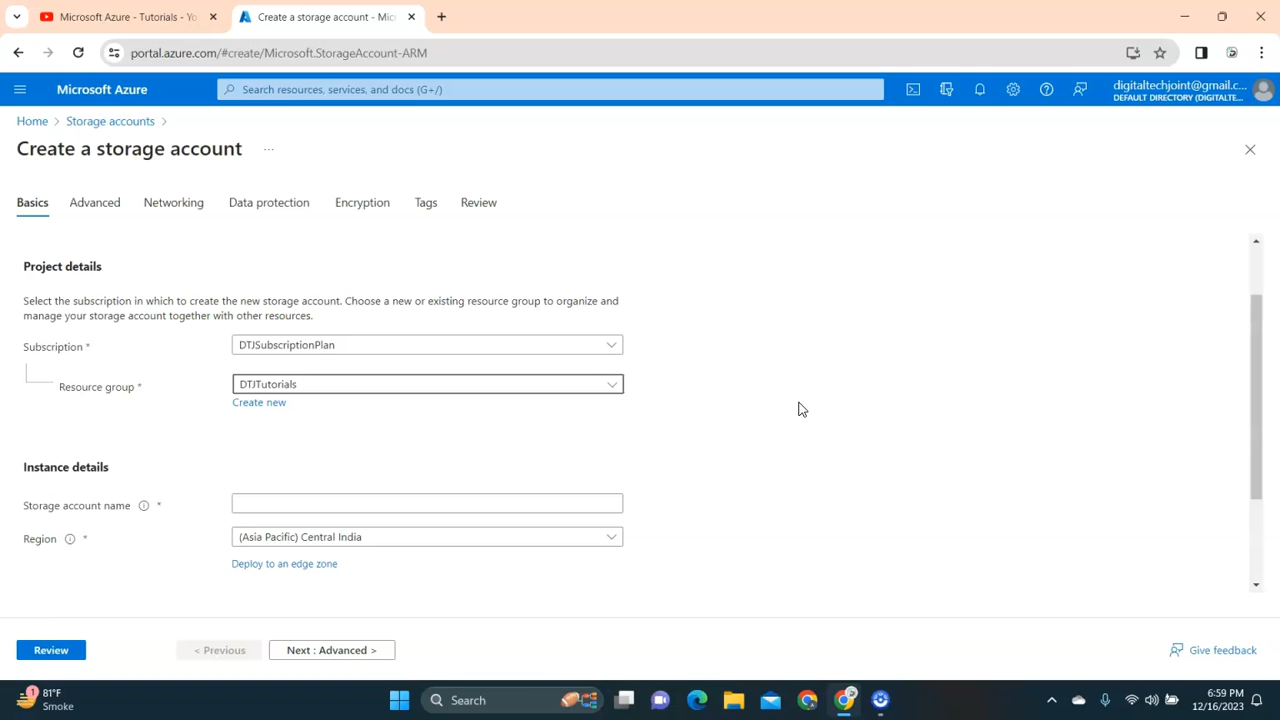 Microsoft Azure - Tutorials - Yo
Create a storage account - Mic
portal.azure.com/#create/Microsoft.StorageAccount-ARM
Microsoft Azure
Search resources, services, and docs (G+/)
digitaltechjoint@gmail.c...
DEFAULT DIRECTORY (DIGITALTE...
Home > Storage accounts >
Create a storage account ...
Basics Advanced Networking Data protection Encryption Tags Review
Project details
Select the subscription in which to create the new storage account. Choose a new or existing resource group to organize and
manage your storage account together with other resources.
Subscription * DTJSubscriptionPlan
Resource group * DTJTutorials
Create new
Instance details
Storage account name *
Region * (Asia Pacific) Central India
Deploy to an edge zone
Review < Previous Next : Advanced > Give feedback
1 81°F
Smoke
Search
6:59 PM
12/16/2023